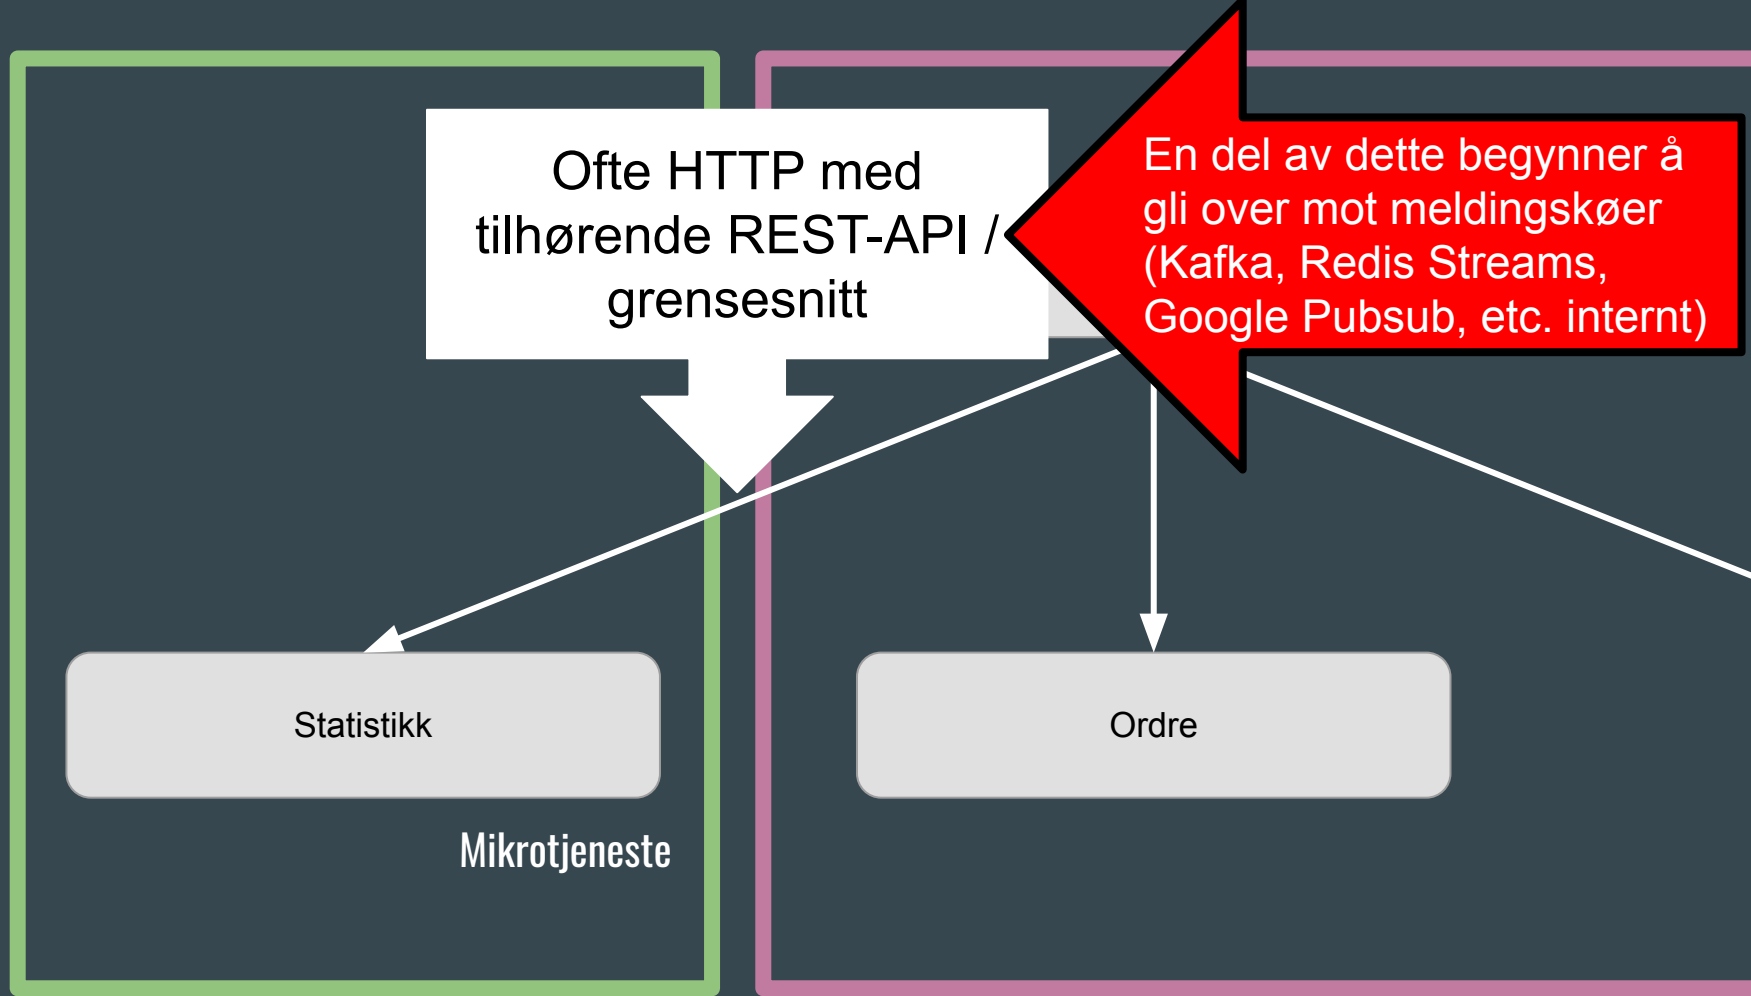 Ofte HTTP med
tilhørende REST-API /
grensesnitt
En del av dette begynner å
gli over mot meldingskøer
(Kafka, Redis Streams,
Google Pubsub, etc. internt)
Statistikk
Ordre
Mikrotjeneste